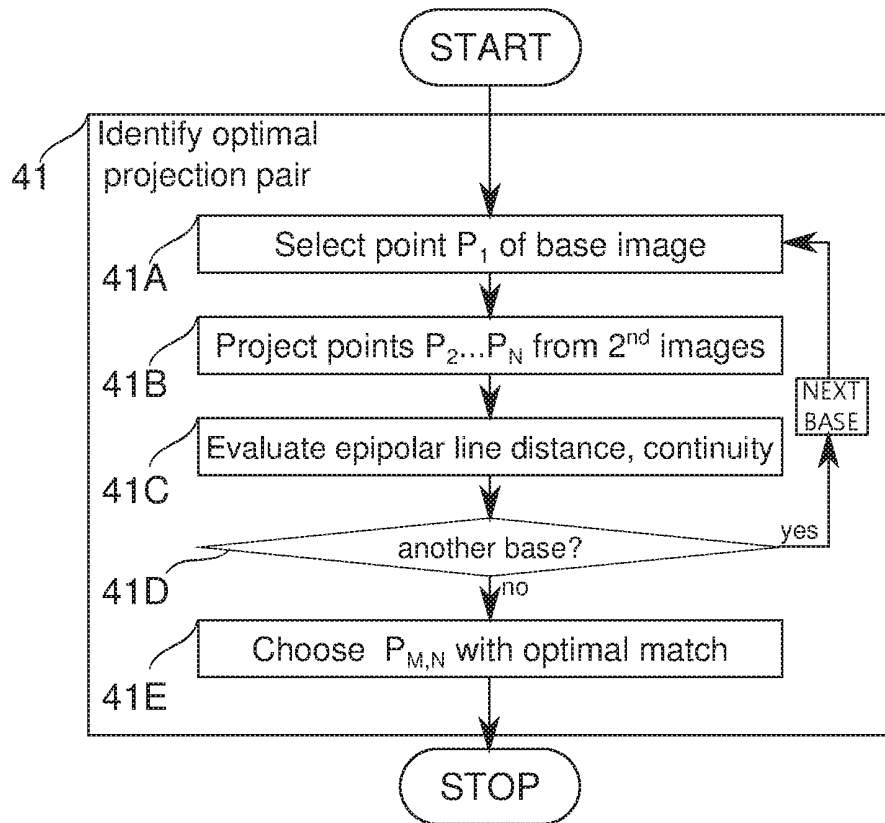 START
Identify optimal
projection pair
41
Select point P₁ of base image
41A
Project points P₂...P_N from 2ⁿᵈ images
41B
NEXT
BASE
Evaluate epipolar line distance, continuity
41C
another base?
yes
41D
no
Choose P_M,N with optimal match
41E
STOP